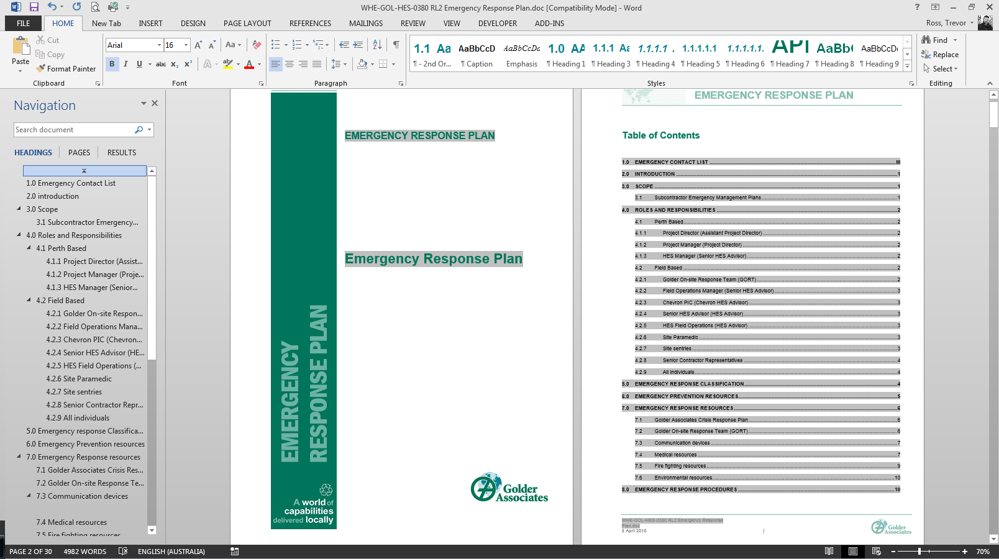 WHE-GOL-HES-0380 RL2 Emergency Response Plan.doc [Compatibility Mode] - Word
FILE HOME New Tab INSERT DESIGN PAGE LAYOUT REFERENCES MAILINGS REVIEW VIEW DEVELOPER ADD-INS Ross, Trevor
Paste
Cut
Copy
Format Painter
Clipboard
Arial 16
Font
Paragraph
1.1 Aa AaBbCcD AaBbCcDc 1.0 AA 1.1.1 Aa 1.1.1.1 1.1.1.1.1 1.1.1.1.1. API AaBb AaBbCcDc
¶ - 2nd Or... ¶ Caption Emphasis ¶ Heading 1 ¶ Heading 3 ¶ Heading 4 ¶ Heading 5 ¶ Heading 6 ¶ Heading 7 ¶ Heading 8 ¶ Heading 9
Styles
Find
Replace
Select
Editing
Navigation
Search document
HEADINGS PAGES RESULTS
1.0 Emergency Contact List
2.0 introduction
3.0 Scope
3.1 Subcontractor Emergency...
4.0 Roles and Responsibilities
4.1 Perth Based
4.1.1 Project Director (Assist...
4.1.2 Project Manager (Proje...
4.1.3 HES Manager (Senior...
4.2 Field Based
4.2.1 Golder On-site Respon...
4.2.2 Field Operations Mana...
4.2.3 Chevron PIC (Chevron...
4.2.4 Senior HES Advisor (HE...
4.2.5 HES Field Operations (...
4.2.6 Site Paramedic
4.2.7 Site sentries
4.2.8 Senior Contractor Repr...
4.2.9 All individuals
5.0 Emergency response Classifica...
6.0 Emergency Prevention resources
7.0 Emergency Response resources
7.1 Golder Associates Crisis Res...
7.2 Golder On-site Response Te...
7.3 Communication devices
7.4 Medical resources
7.5 Fire fighting resources
EMERGENCY RESPONSE PLAN
Emergency Response Plan
EMERGENCY
RESPONSE PLAN
A world of
capabilities
delivered locally
Golder
Associates
EMERGENCY RESPONSE PLAN
Table of Contents
1.0 EMERGENCY CONTACT LIST III
2.0 INTRODUCTION 1
3.0 SCOPE 1
3.1 Subcontractor Emergency Management Plans 1
4.0 ROLES AND RESPONSIBILITIES 2
4.1 Perth Based 2
4.1.1 Project Director (Assistant Project Director) 2
4.1.2 Project Manager (Project Director) 2
4.1.3 HES Manager (Senior HES Advisor) 2
4.2 Field Based 2
4.2.1 Golder On-site Response Team (GORT) 2
4.2.2 Field Operations Manager (Senior HES Advisor) 3
4.2.3 Chevron PIC (Chevron HES Advisor) 3
4.2.4 Senior HES Advisor (HES Advisor) 3
4.2.5 HES Field Operations (HES Advisor) 3
4.2.6 Site Paramedic 3
4.2.7 Site sentries 3
4.2.8 Senior Contractor Representatives 4
4.2.9 All individuals 4
5.0 EMERGENCY RESPONSE CLASSIFICATION 4
6.0 EMERGENCY PREVENTION RESOURCES 5
7.0 EMERGENCY RESPONSE RESOURCES 6
7.1 Golder Associates Crisis Response Plan 6
7.2 Golder On-site Response Team (GORT) 6
7.3 Communication devices 7
7.4 Medical resources 7
7.5 Fire fighting resources 9
7.6 Environmental resources 10
8.0 EMERGENCY RESPONSE PROCEDURES 10
WHE-GOL-HES-0380 RL2 Emergency Response
Plan.doc
8 April 2010
Golder
Associates
PAGE 2 OF 30 4982 WORDS ENGLISH (AUSTRALIA) 70%